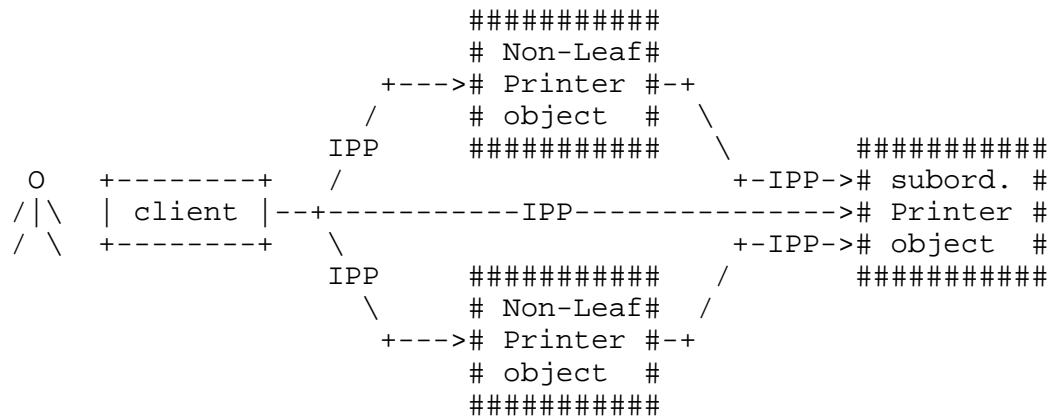 ###########
                               # Non-Leaf#
                         +---># Printer #-+
                        /      # object  #  \
                      IPP      ###########   \        ###########
 O    +--------+    /                         +-IPP-># subord. #
/|\   | client |--+-----------IPP---------------># Printer #
/ \   +--------+    \                         +-IPP-># object  #
                      IPP      ###########   /        ###########
                        \      # Non-Leaf#  /
                         +---># Printer #-+
                               # object  #
                               ###########